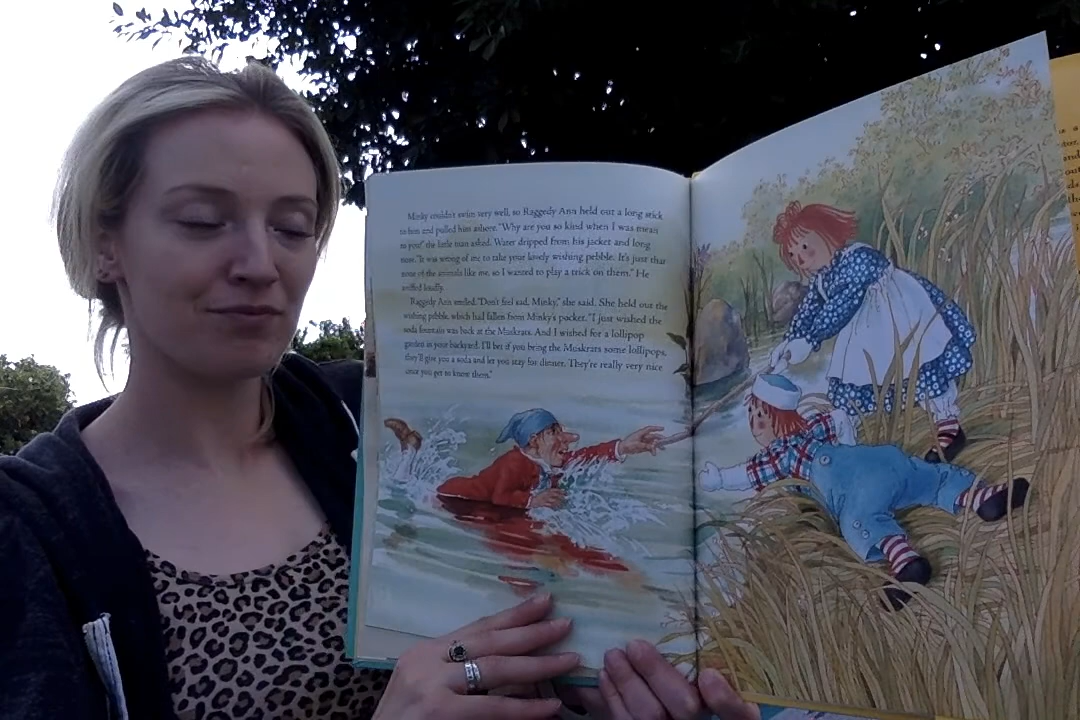 Minky couldn't swim very well, so Raggedy Ann held out a long stick
to him and pulled him ashore. "Why are you so kind when I was mean
to you?" the little man asked. Water dripped from his jacket and long
nose. "It was wrong of me to take your lovely wishing pebble. It's just that
none of the animals like me, so I wanted to play a trick on them." He
sniffed loudly.
Raggedy Ann smiled. "Don't feel sad, Minky," she said. She held out the
wishing pebble, which had fallen from Minky's pocket. "I just wished the
soda fountain was back at the Muskrats. And I wished for a lollipop
garden in your backyard. I'll bet if you bring the Muskrats some lollipops,
they'll give you a soda and let you stay for dinner. They're really very nice
once you get to know them."